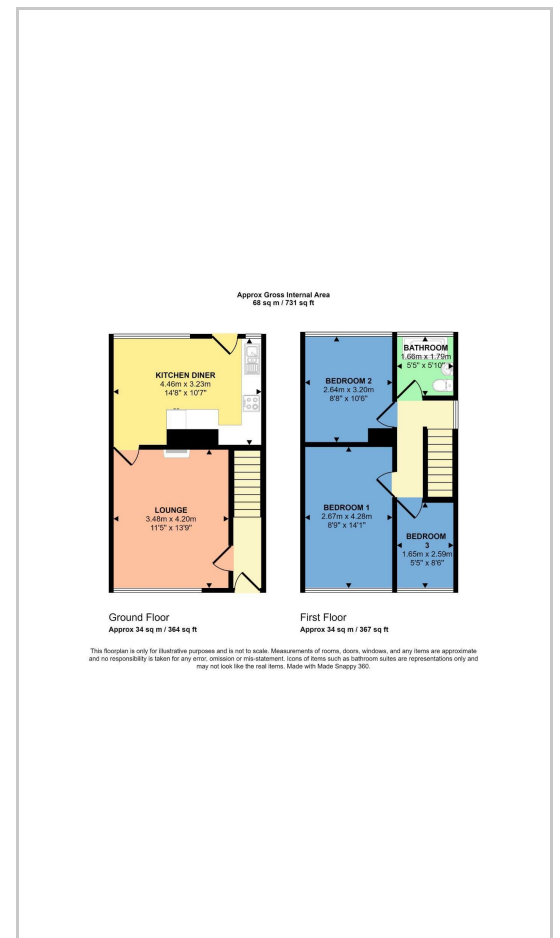 Approx Gross Internal Area
68 sq m / 731 sq ft
KITCHEN DINER
4.46m x 3.23m
14'8" x 10'7"
LOUNGE
3.48m x 4.20m
11'5" x 13'9"
BEDROOM 2
2.64m x 3.20m
8'8" x 10'6"
BATHROOM
1.66m x 1.79m
5'5" x 5'10"
BEDROOM 1
2.67m x 4.28m
8'9" x 14'1"
BEDROOM
3
1.65m x 2.59m
5'5" x 8'6"
Ground Floor
Approx 34 sq m / 364 sq ft
First Floor
Approx 34 sq m / 367 sq ft
This floorplan is only for illustrative purposes and is not to scale. Measurements of rooms, doors, windows, and any items are approximate
and no responsibility is taken for any error, omission or mis-statement. Icons of items such as bathroom suites are representations only and
may not look like the real items. Made with Made Snappy 360.